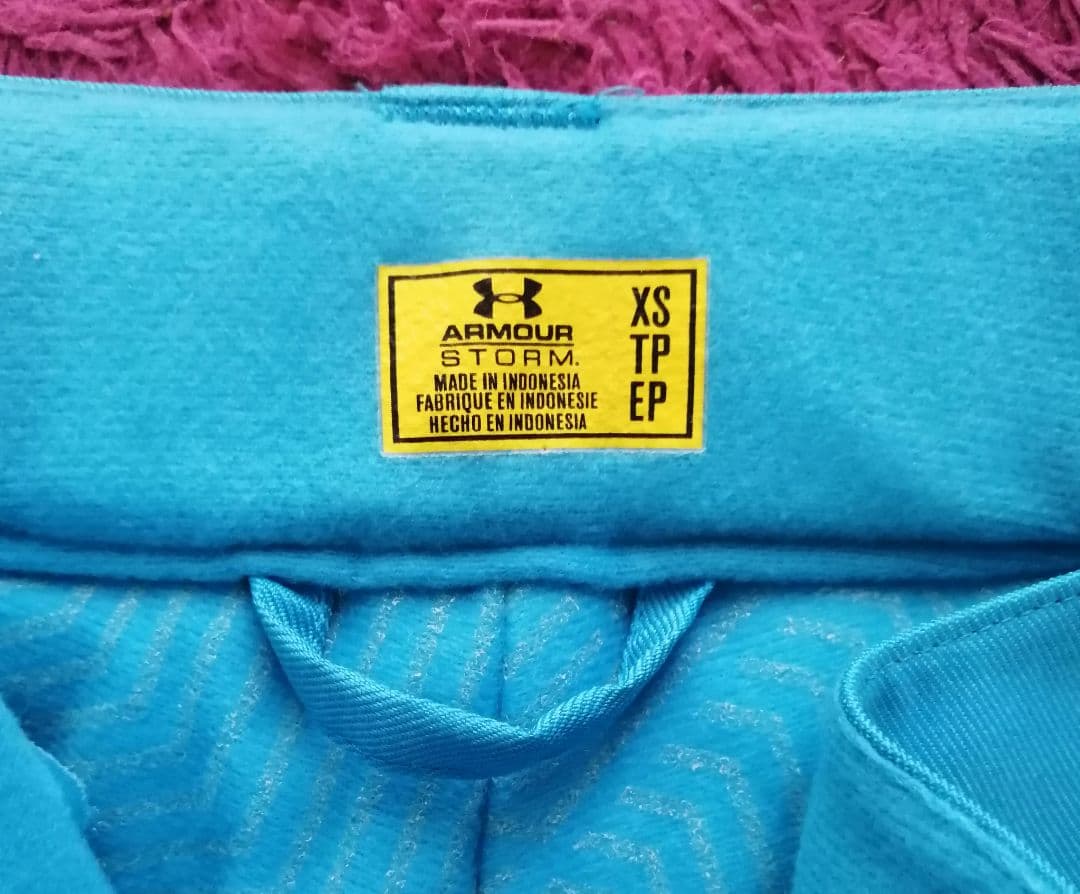 ARMOUR
STORM.
MADE IN INDONESIA
FABRIQUE EN INDONESIE
HECHO EN INDONESIA
XS
TP
EP